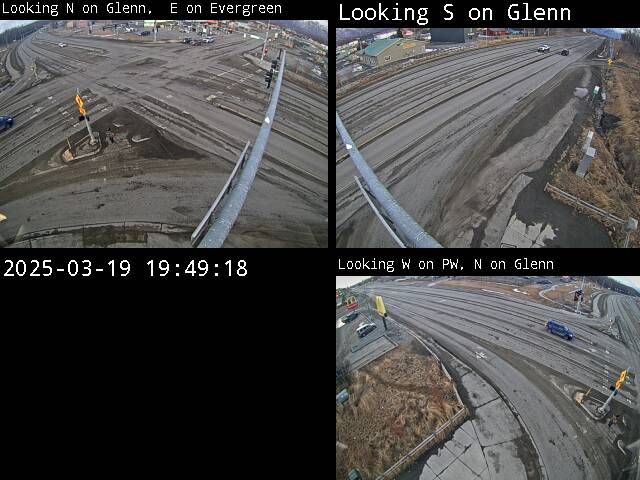 Looking N on Glenn,  E on Evergreen
Looking S on Glenn
2025-03-19 19:49:18
Looking W on PW, N on Glenn